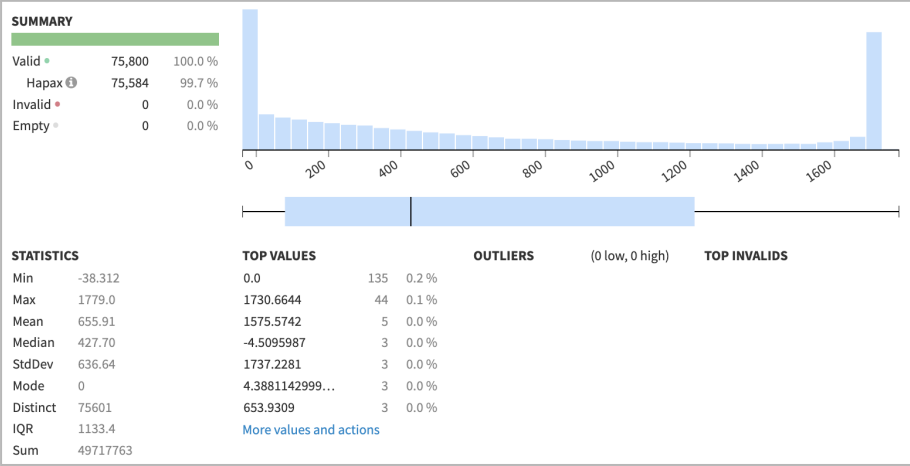 SUMMARY
Valid 75,800 100.0 %
Hapax 75,584 99.7 %
Invalid 0 0.0 %
Empty 0 0.0 %
0 200 400 600 800 1000 1200 1400 1600
STATISTICS
Min -38.312
Max 1779.0
Mean 655.91
Median 427.70
StdDev 636.64
Mode 0
Distinct 75601
IQR 1133.4
Sum 49717763
TOP VALUES
0.0 135 0.2 %
1730.6644 44 0.1 %
1575.5742 5 0.0 %
-4.5095987 3 0.0 %
1737.2281 3 0.0 %
4.3881142999... 3 0.0 %
653.9309 3 0.0 %
More values and actions
OUTLIERS (0 low, 0 high)
TOP INVALIDS